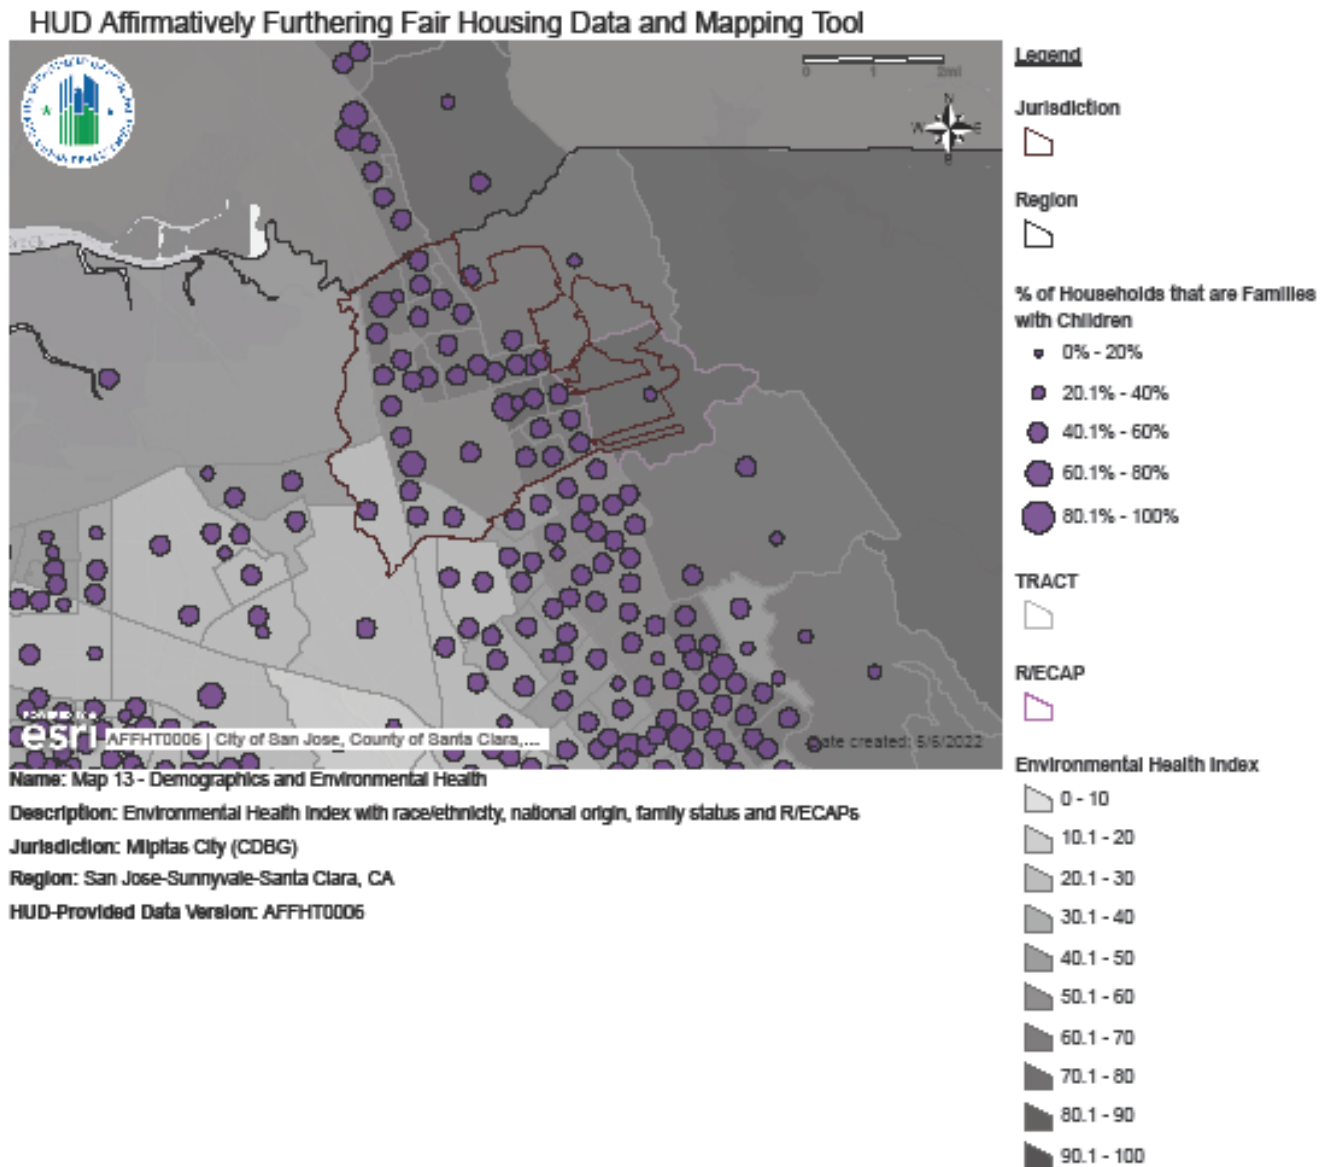 HUD Affirmatively Furthering Fair Housing Data and Mapping Tool
0 1 2mi
N
W E
S
Legend
Jurisdiction
Region
% of Households that are Families
with Children
0% - 20%
20.1% - 40%
40.1% - 60%
60.1% - 80%
80.1% - 100%
TRACT
R/ECAP
Environmental Health Index
0 - 10
10.1 - 20
20.1 - 30
30.1 - 40
40.1 - 50
50.1 - 60
60.1 - 70
70.1 - 80
80.1 - 90
90.1 - 100
POWERED BY
esri
AFFHT0006 | City of San Jose, County of Santa Clara,...
Date created: 5/6/2022
Name: Map 13 - Demographics and Environmental Health
Description: Environmental Health Index with race/ethnicity, national origin, family status and R/ECAPs
Jurisdiction: Milpitas City (CDBG)
Region: San Jose-Sunnyvale-Santa Clara, CA
HUD-Provided Data Version: AFFHT0006